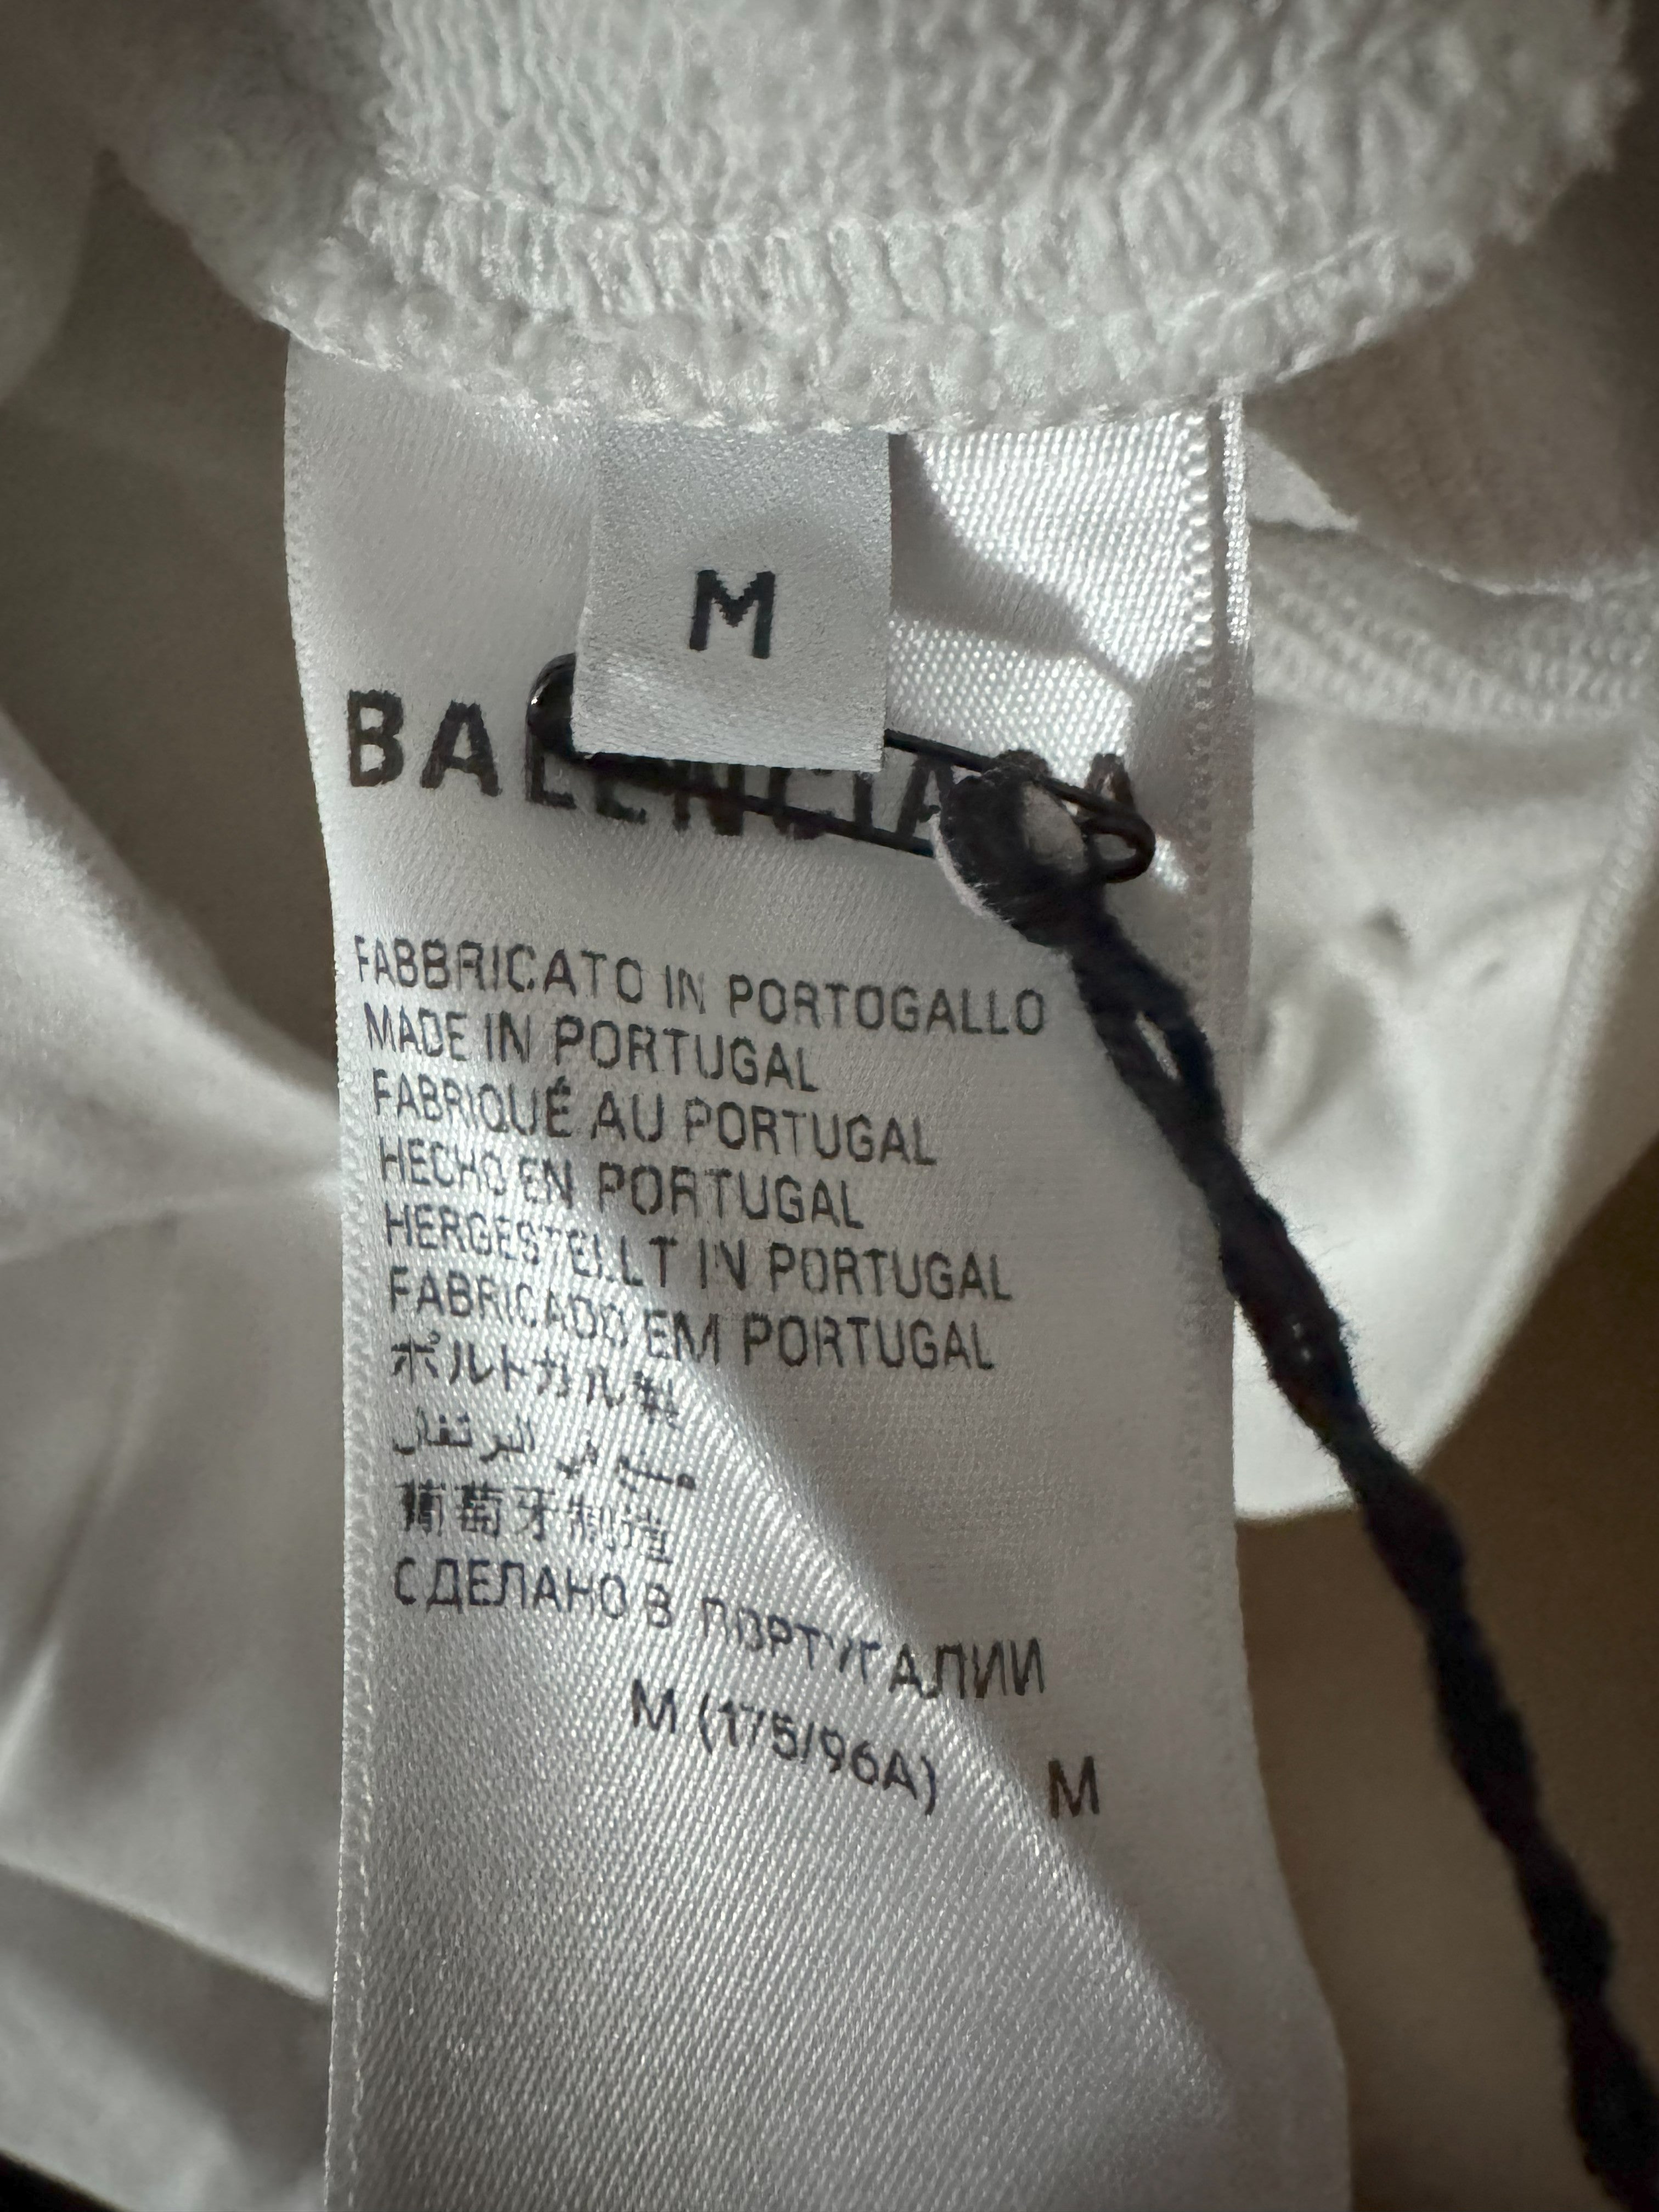 M
BALENCIAGA
FABBRICATO IN PORTOGALLO
MADE IN PORTUGAL
FABRIQUÉ AU PORTUGAL
HECHO EN PORTUGAL
HERGESTELLT IN PORTUGAL
FABRICADO EM PORTUGAL
ポルトガル製
صنع في البرتغال
葡萄牙制造
СДЕЛАНО В ПОРТУГАЛИИ
M (175/96A) M